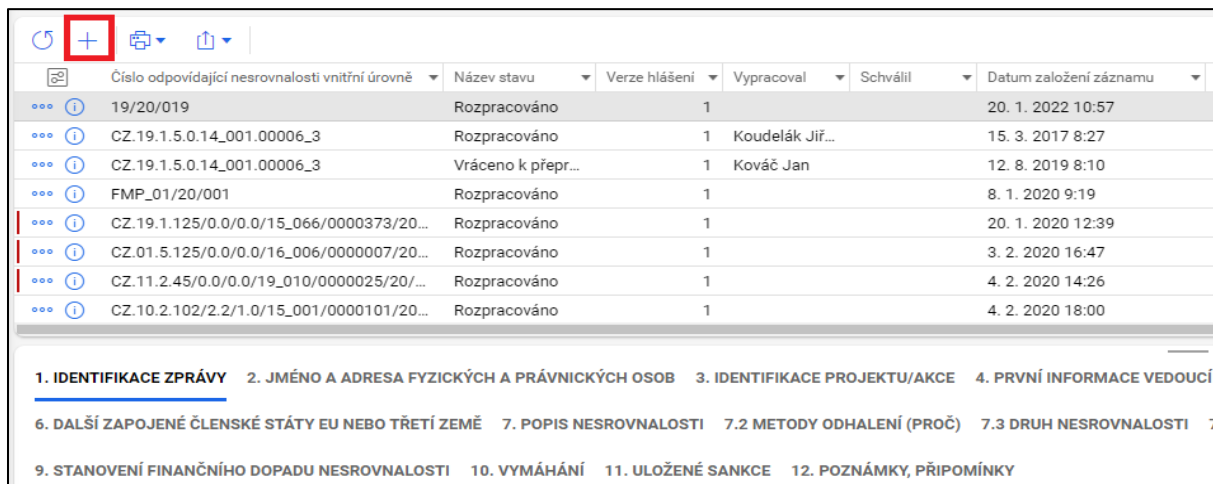 Číslo odpovídající nesrovnalosti vnitřní úrovně Název stavu Verze hlášení Vypracoval Schválil Datum založení záznamu
19/20/019 Rozpracováno 1 20. 1. 2022 10:57
CZ.19.1.5.0.14_001.00006_3 Rozpracováno 1 Koudelák Jiř... 15. 3. 2017 8:27
CZ.19.1.5.0.14_001.00006_3 Vráceno k přepr... 1 Kováč Jan 12. 8. 2019 8:10
FMP_01/20/001 Rozpracováno 1 8. 1. 2020 9:19
CZ.19.1.125/0.0/0.0/15_066/0000373/20... Rozpracováno 1 20. 1. 2020 12:39
CZ.01.5.125/0.0/0.0/16_006/0000007/20... Rozpracováno 1 3. 2. 2020 16:47
CZ.11.2.45/0.0/0.0/19_010/0000025/20/... Rozpracováno 1 4. 2. 2020 14:26
CZ.10.2.102/2.2/1.0/15_001/0000101/20... Rozpracováno 1 4. 2. 2020 18:00
1. IDENTIFIKACE ZPRÁVY 2. JMÉNO A ADRESA FYZICKÝCH A PRÁVNICKÝCH OSOB 3. IDENTIFIKACE PROJEKTU/AKCE 4. PRVNÍ INFORMACE VEDOUCÍ
6. DALŠÍ ZAPOJENÉ ČLENSKÉ STÁTY EU NEBO TŘETÍ ZEMĚ 7. POPIS NESROVNALOSTI 7.2 METODY ODHALENÍ (PROČ) 7.3 DRUH NESROVNALOSTI 7
9. STANOVENÍ FINANČNÍHO DOPADU NESROVNALOSTI 10. VYMÁHÁNÍ 11. ULOŽENÉ SANKCE 12. POZNÁMKY, PŘIPOMÍNKY